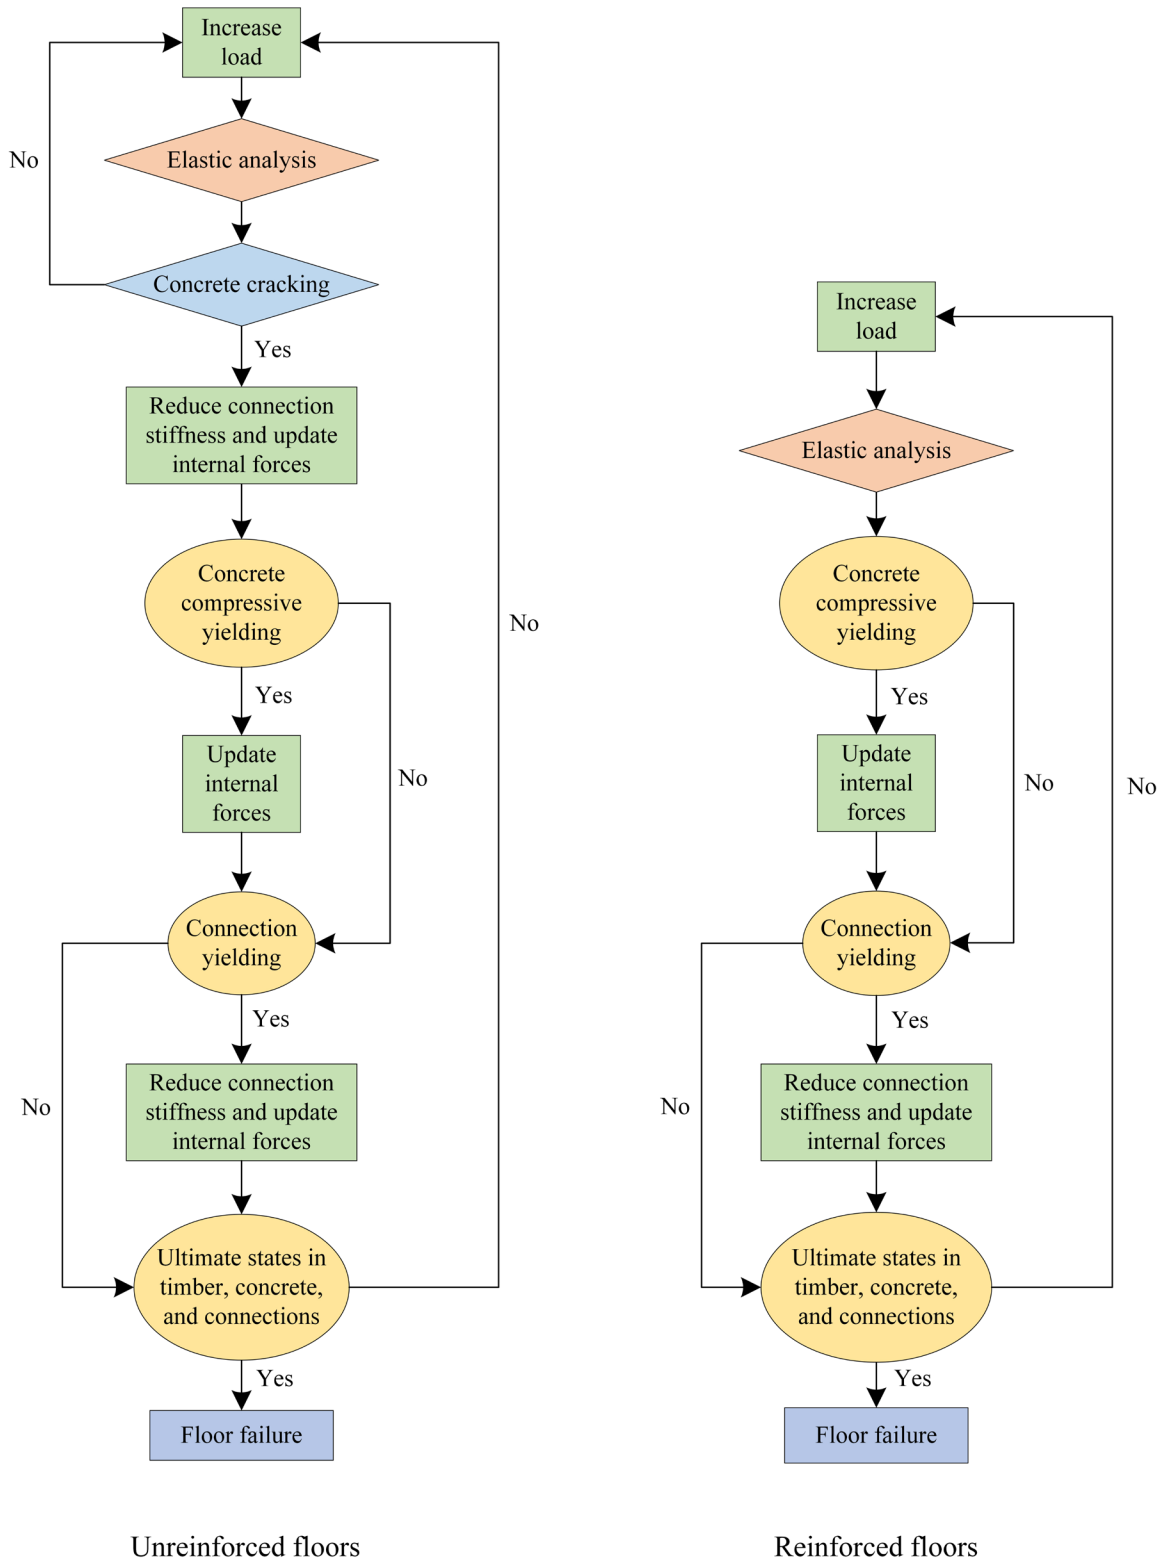 Increase
load
No
Elastic analysis
Concrete cracking
Yes
Reduce connection
stiffness and update
internal forces
Concrete
compressive
yielding
No
Yes
Update
internal
forces
No
Connection
yielding
Yes
No
Reduce connection
stiffness and update
internal forces
Ultimate states in
timber, concrete,
and connections
Yes
Floor failure
Unreinforced floors
Increase
load
Elastic analysis
Concrete
compressive
yielding
Yes
Update
internal
forces
No
No
Connection
yielding
Yes
No
Reduce connection
stiffness and update
internal forces
Ultimate states in
timber, concrete,
and connections
Yes
Floor failure
Reinforced floors